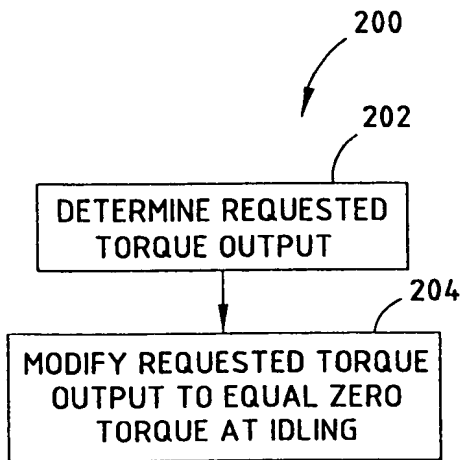 200
202
DETERMINE REQUESTED
TORQUE OUTPUT
204
MODIFY REQUESTED TORQUE
OUTPUT TO EQUAL ZERO
TORQUE AT IDLING